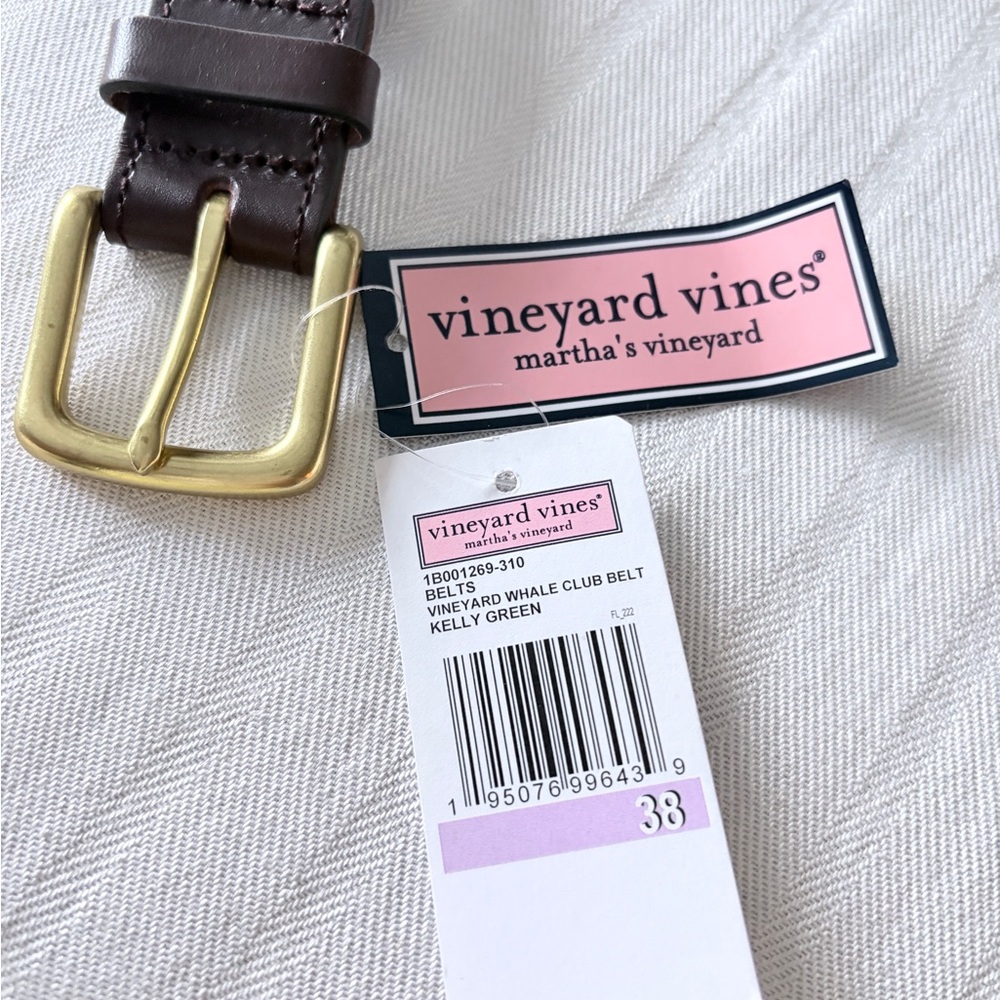 vineyard vines®
martha's vineyard
vineyard vines®
martha's vineyard
1B001269-310
BELTS
VINEYARD WHALE CLUB BELT
KELLY GREEN
FL_222
1 95076 99643 9
38